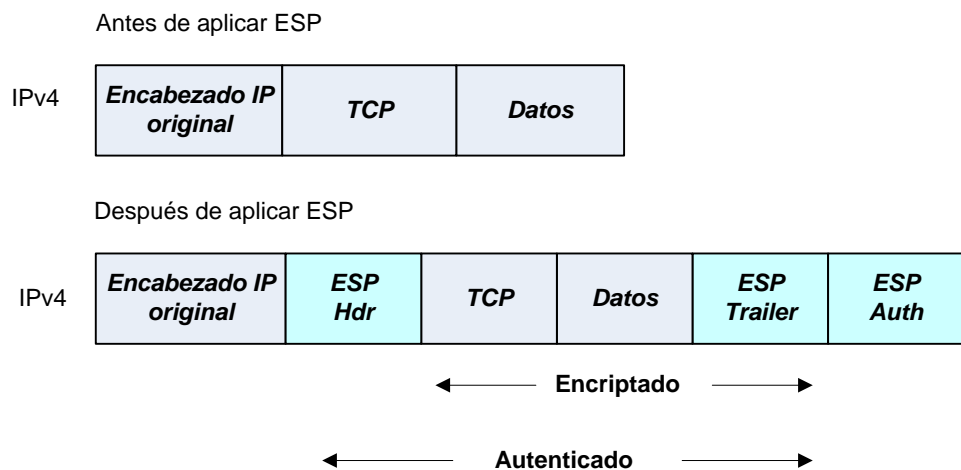 Antes de aplicar ESP
IPv4
Encabezado IP
original
TCP
Datos
Después de aplicar ESP
IPv4
Encabezado IP
original
ESP
Hdr
TCP
Datos
ESP
Trailer
ESP
Auth
Encriptado
Autenticado